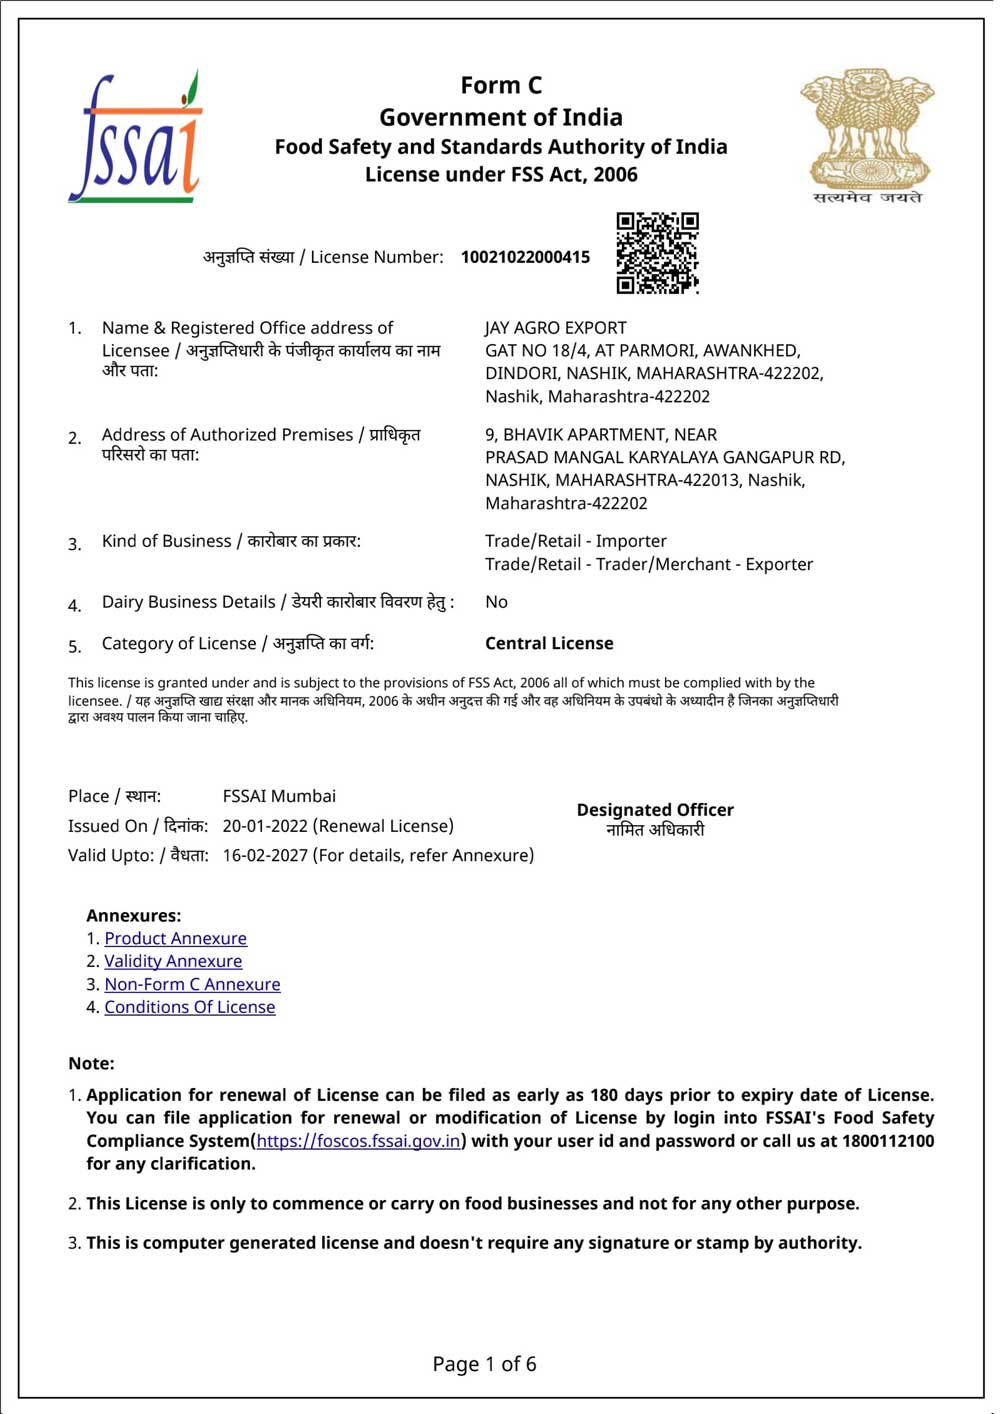 fssai
Form C
Government of India
Food Safety and Standards Authority of India
License under FSS Act, 2006
सत्यमेव जयते
अनुज्ञप्ति संख्या / License Number: 10021022000415
1. Name & Registered Office address of
Licensee / अनुज्ञप्तिधारी के पंजीकृत कार्यालय का नाम
और पता:
JAY AGRO EXPORT
GAT NO 18/4, AT PARMORI, AWANKHED,
DINDORI, NASHIK, MAHARASHTRA-422202,
Nashik, Maharashtra-422202
2. Address of Authorized Premises / प्राधिकृत
परिसरो का पता:
9, BHAVIK APARTMENT, NEAR
PRASAD MANGAL KARYALAYA GANGAPUR RD,
NASHIK, MAHARASHTRA-422013, Nashik,
Maharashtra-422202
3. Kind of Business / कारोबार का प्रकार:
Trade/Retail - Importer
Trade/Retail - Trader/Merchant - Exporter
4. Dairy Business Details / डेयरी कारोबार विवरण हेतु : No
5. Category of License / अनुज्ञप्ति का वर्ग: Central License
This license is granted under and is subject to the provisions of FSS Act, 2006 all of which must be complied with by the
licensee. / यह अनुज्ञप्ति खाद्य संरक्षा और मानक अधिनियम, 2006 के अधीन अनुदत्त की गई और वह अधिनियम के उपबंधो के अध्यादीन है जिनका अनुज्ञप्तिधारी
द्वारा अवश्य पालन किया जाना चाहिए.
Place / स्थान: FSSAI Mumbai
Issued On / दिनांक: 20-01-2022 (Renewal License)
Valid Upto: / वैधता: 16-02-2027 (For details, refer Annexure)
Designated Officer
नामित अधिकारी
Annexures:
1. Product Annexure
2. Validity Annexure
3. Non-Form C Annexure
4. Conditions Of License
Note:
1. Application for renewal of License can be filed as early as 180 days prior to expiry date of License.
You can file application for renewal or modification of License by login into FSSAI's Food Safety
Compliance System(https://foscos.fssai.gov.in) with your user id and password or call us at 1800112100
for any clarification.
2. This License is only to commence or carry on food businesses and not for any other purpose.
3. This is computer generated license and doesn't require any signature or stamp by authority.
Page 1 of 6